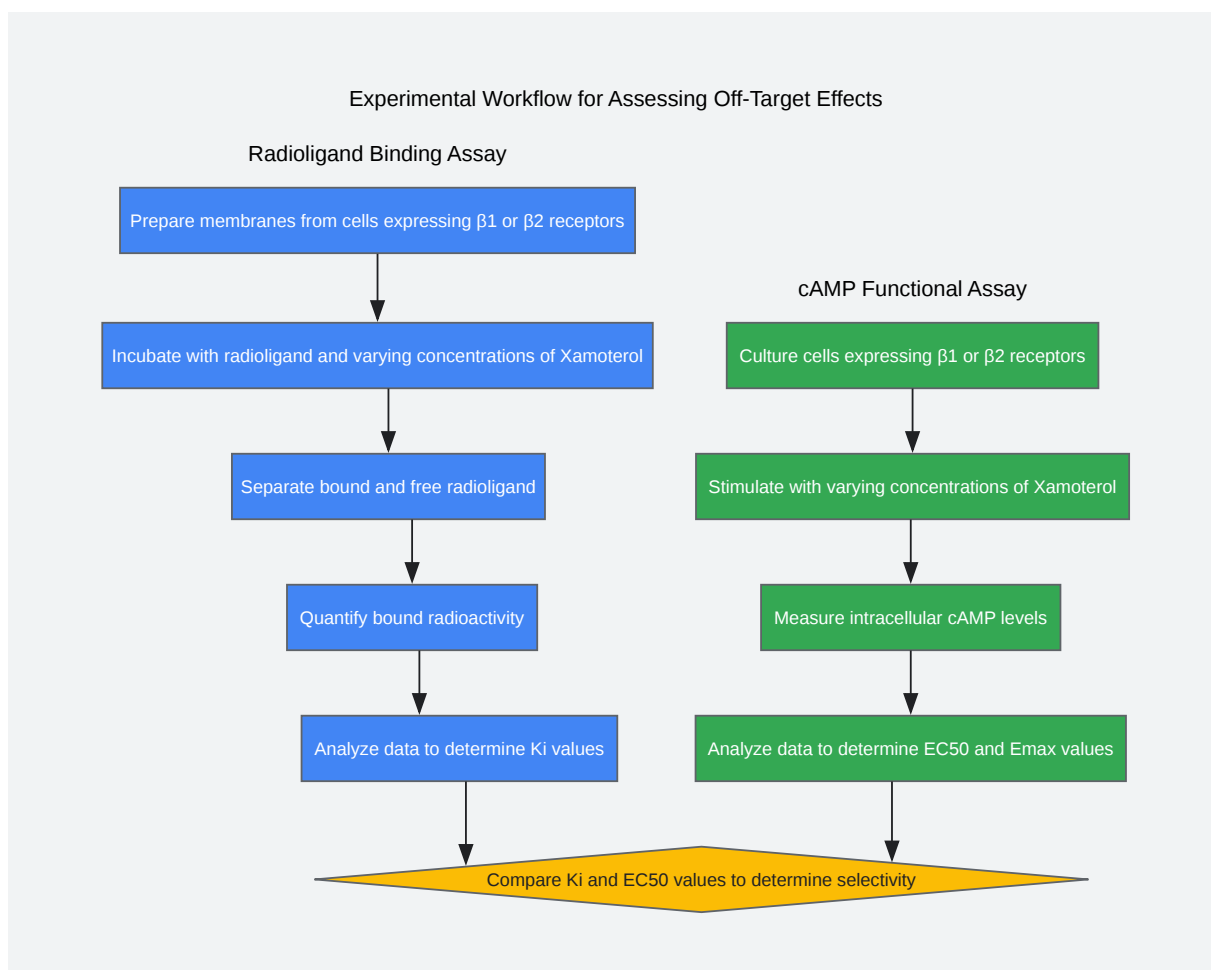 Experimental Workflow for Assessing Off-Target Effects
Radioligand Binding Assay
Prepare membranes from cells expressing β1 or β2 receptors
Incubate with radioligand and varying concentrations of Xamoterol
Separate bound and free radioligand
Quantify bound radioactivity
Analyze data to determine Ki values
cAMP Functional Assay
Culture cells expressing β1 or β2 receptors
Stimulate with varying concentrations of Xamoterol
Measure intracellular cAMP levels
Analyze data to determine EC50 and Emax values
Compare Ki and EC50 values to determine selectivity